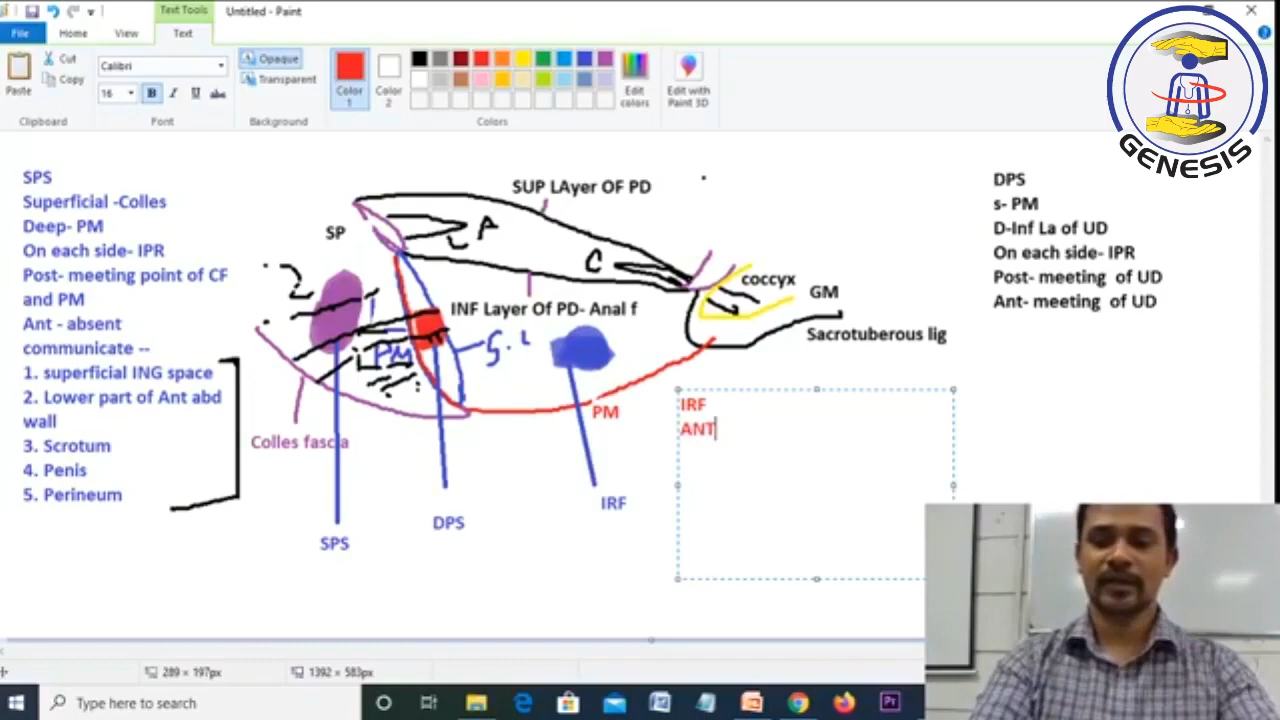 Text Tools
Untitled - Paint
File
Home
View
Text
Paste
Cut
Copy
Clipboard
Calibri
16
B
I
U
abc
Font
Opaque
Transparent
Background
Color 1
Color 2
Edit colors
Colors
Edit with Paint 3D
GENESIS
SPS
Superficial -Colles
Deep- PM
On each side- IPR
Post- meeting point of CF
and PM
Ant - absent
communicate --
1. superficial ING space
2. Lower part of Ant abd
wall
3. Scrotum
4. Penis
5. Perineum
SUP LAyer OF PD
SP
A
C
2
INF Layer Of PD- Anal f
coccyx
GM
Sacrotuberous lig
PM
PM
Colles fascia
SPS
DPS
IRF
IRF
ANT
DPS
s- PM
D-Inf La of UD
On each side- IPR
Post- meeting of UD
Ant- meeting of UD
289 × 197px
1392 × 583px
Type here to search
Pr